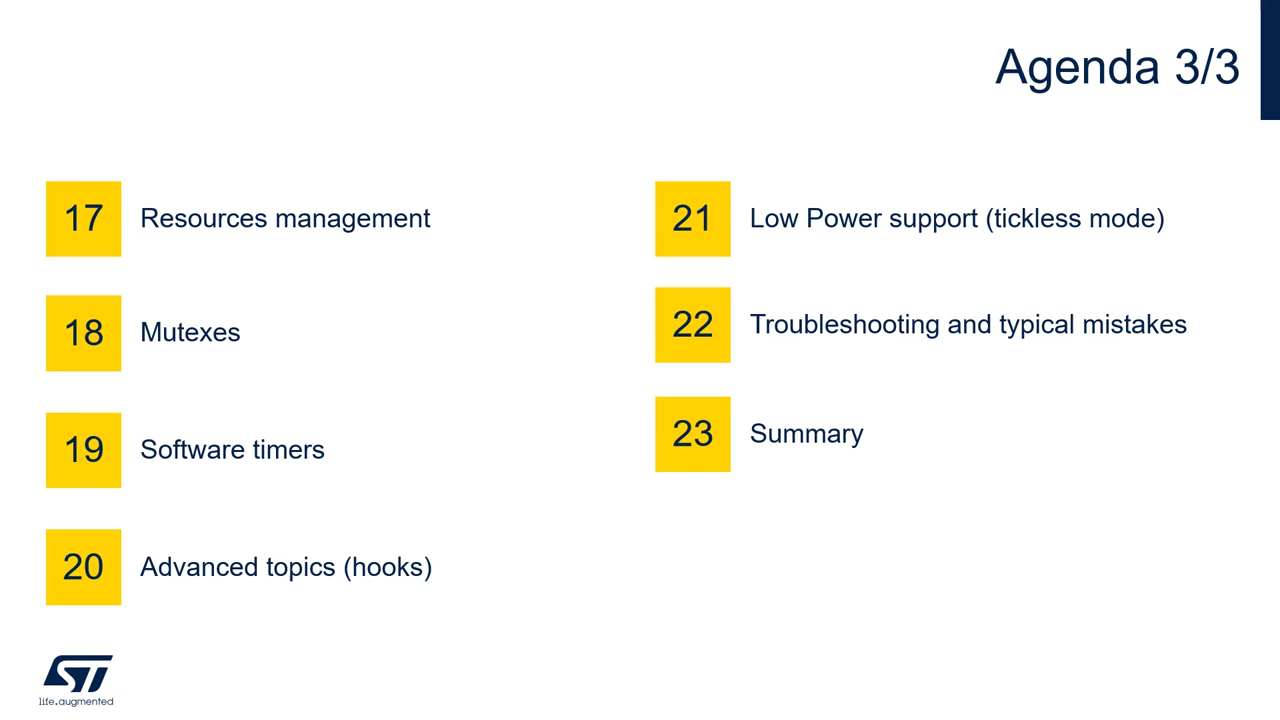 Agenda 3/3
17 Resources management
18 Mutexes
19 Software timers
20 Advanced topics (hooks)
21 Low Power support (tickless mode)
22 Troubleshooting and typical mistakes
23 Summary
ST
life.augmented